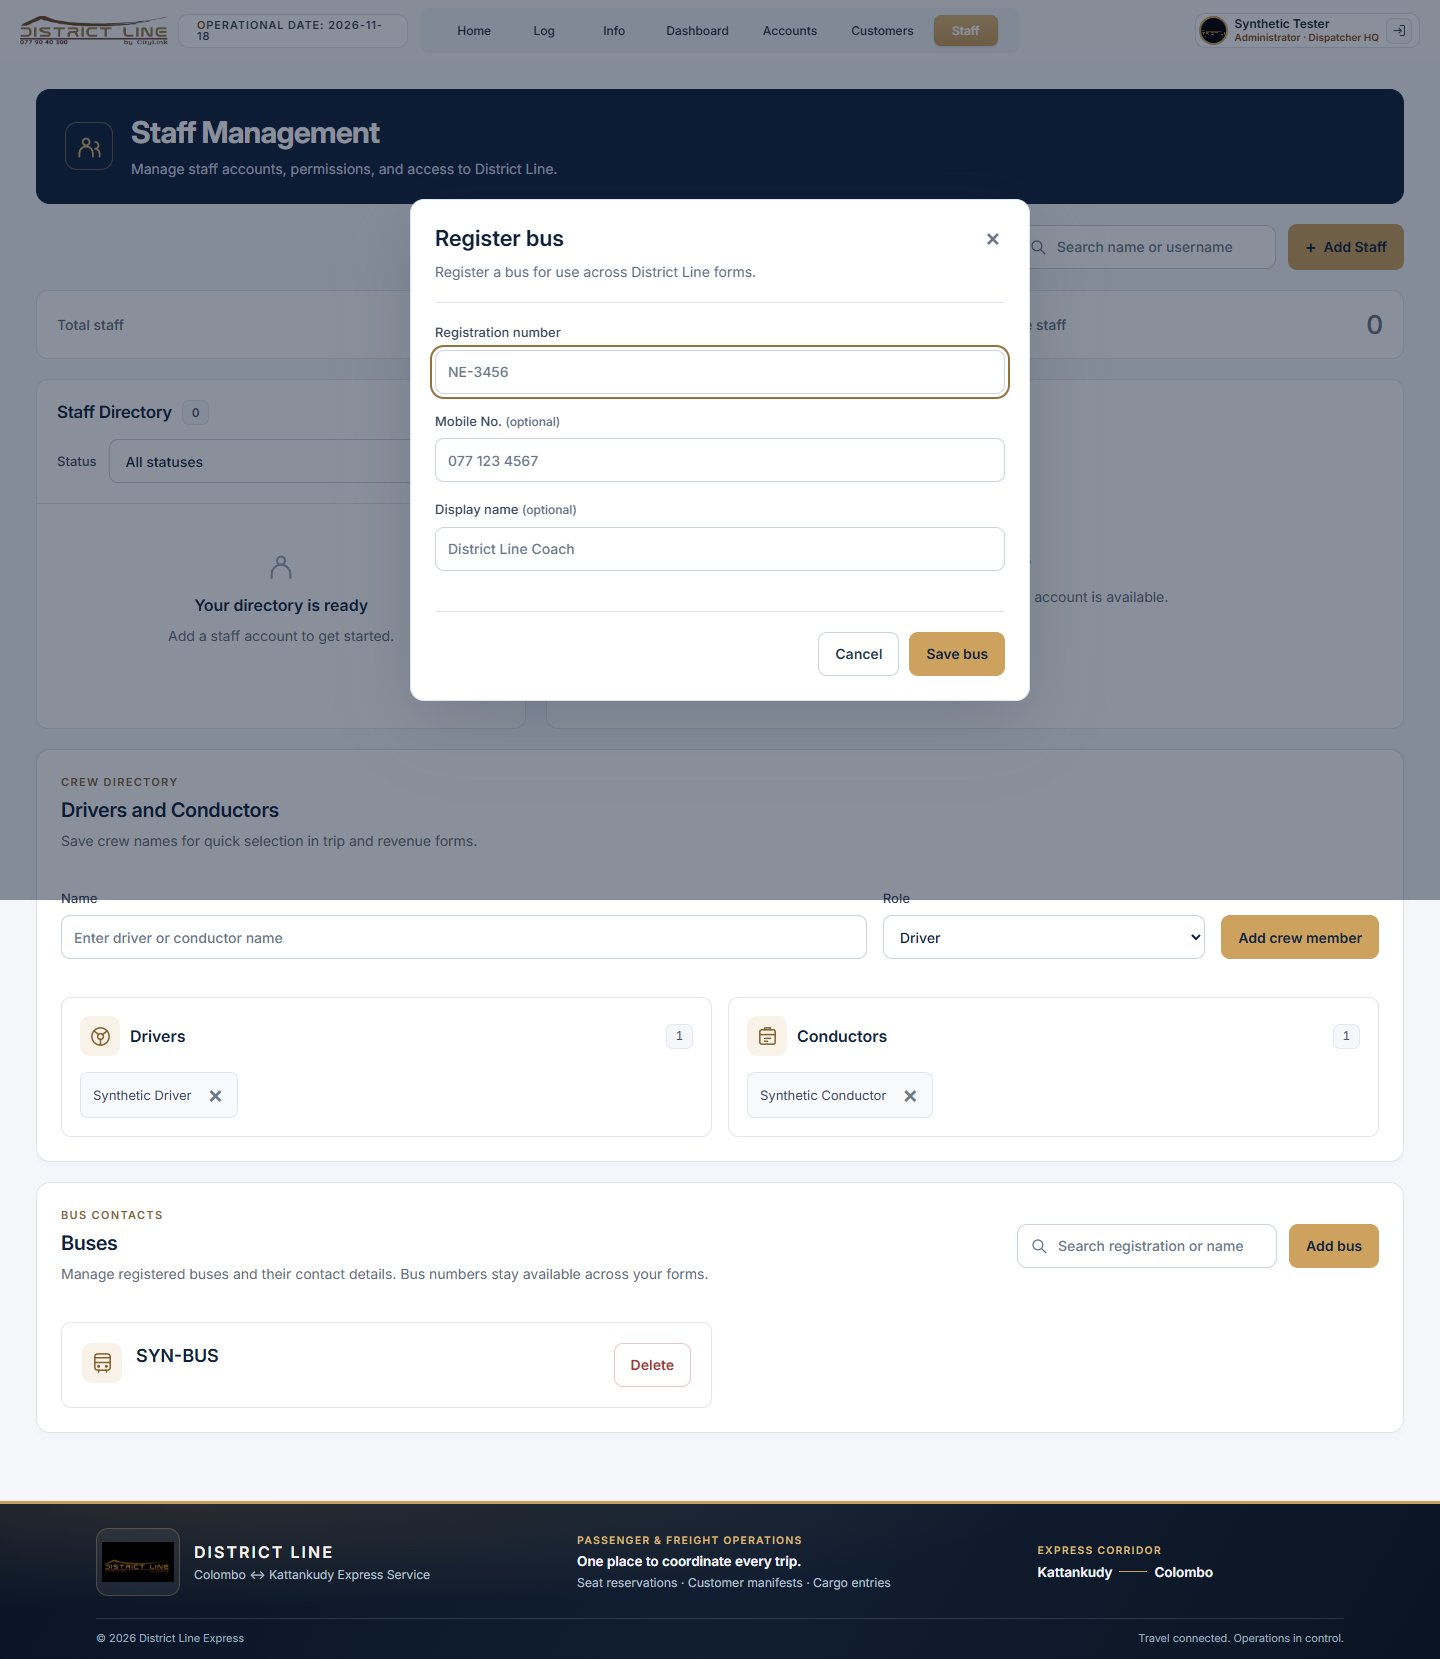 DISTRICT LINE
077 90 40 300 by CityLink
OPERATIONAL DATE: 2026-11-
18
Home
Log
Info
Dashboard
Accounts
Customers
Staff
Synthetic Tester
Administrator · Dispatcher HQ
Staff Management
Manage staff accounts, permissions, and access to District Line.
Search name or username
+ Add Staff
Total staff
staff
0
Register bus
Register a bus for use across District Line forms.
Registration number
NE-3456
Mobile No. (optional)
077 123 4567
Display name (optional)
District Line Coach
Cancel
Save bus
Staff Directory 0
Status
All statuses
Your directory is ready
Add a staff account to get started.
account is available.
CREW DIRECTORY
Drivers and Conductors
Save crew names for quick selection in trip and revenue forms.
Name
Enter driver or conductor name
Role
Driver
Add crew member
Drivers
1
Synthetic Driver
Conductors
1
Synthetic Conductor
BUS CONTACTS
Buses
Manage registered buses and their contact details. Bus numbers stay available across your forms.
Search registration or name
Add bus
SYN-BUS
Delete
DISTRICT LINE
DISTRICT LINE
Colombo ↔ Kattankudy Express Service
PASSENGER & FREIGHT OPERATIONS
One place to coordinate every trip.
Seat reservations · Customer manifests · Cargo entries
EXPRESS CORRIDOR
Kattankudy — Colombo
© 2026 District Line Express
Travel connected. Operations in control.